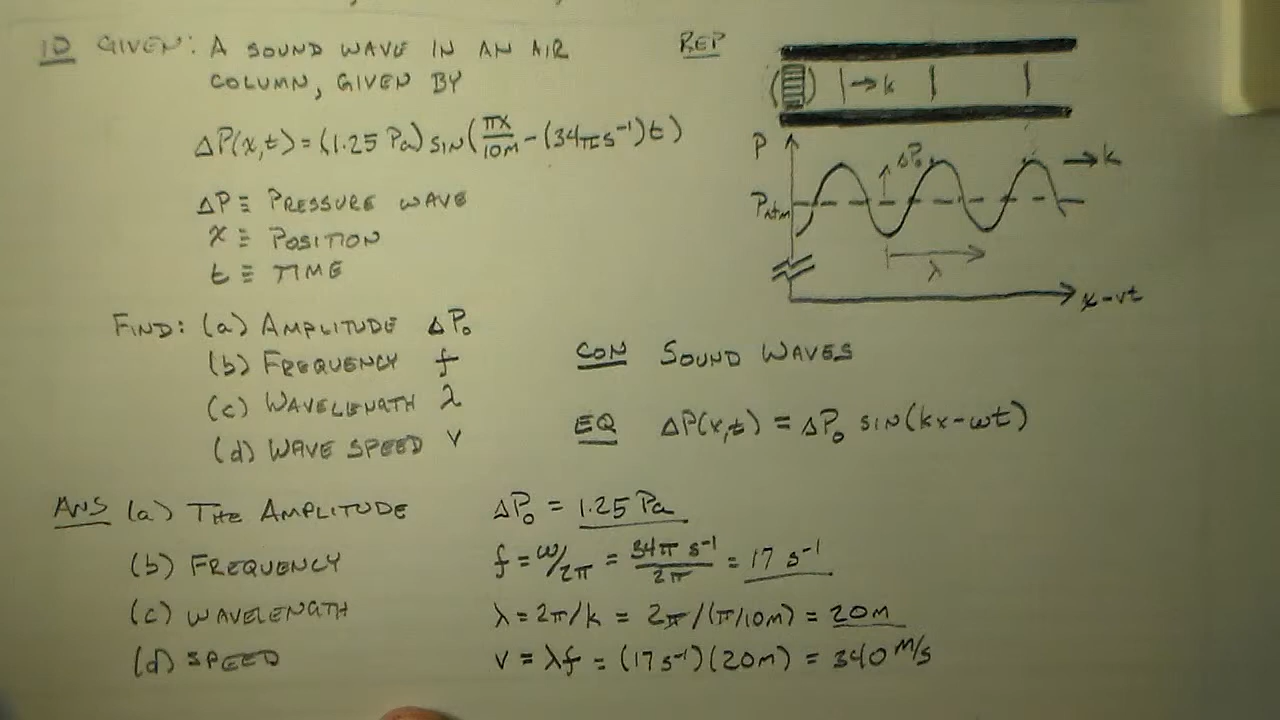 10 GIVEN: A SOUND WAVE IN AN AIR
COLUMN, GIVEN BY
ΔP(x,t) = (1.25 Pa) SIN(πx/10m - (34π s⁻¹)t)
ΔP ≡ PRESSURE WAVE
x ≡ POSITION
t ≡ TIME
FIND: (a) AMPLITUDE ΔP₀
(b) FREQUENCY f
(c) WAVELENGTH λ
(d) WAVE SPEED v
REP
→ k
P
ΔP₀
→ k
Patm
λ
x-vt
CON SOUND WAVES
EQ ΔP(x,t) = ΔP₀ SIN(kx-ωt)
ANS (a) THE AMPLITUDE ΔP₀ = 1.25 Pa
(b) FREQUENCY f = ω/2π = 34π s⁻¹/2π = 17 s⁻¹
(c) WAVELENGTH λ = 2π/k = 2π/(π/10m) = 20m
(d) SPEED v = λf = (17 s⁻¹)(20m) = 340 m/s